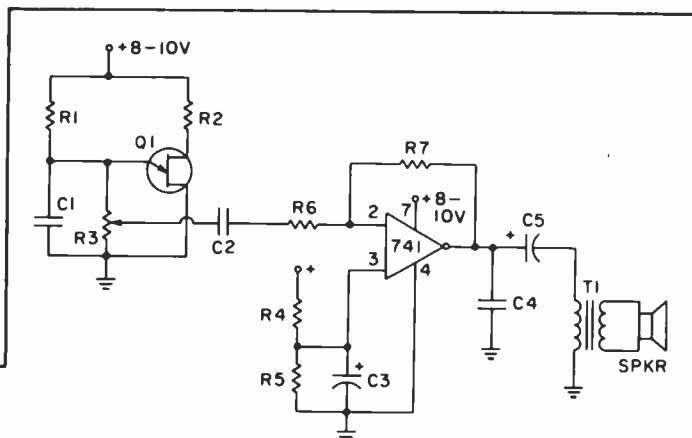 +8-10V
R1
R2
Q1
C1
R3
C2
R6
R7
2
7
+8-
10V
741
3
4
+
R4
R5
+
C3
C4
+
C5
T1
SPKR